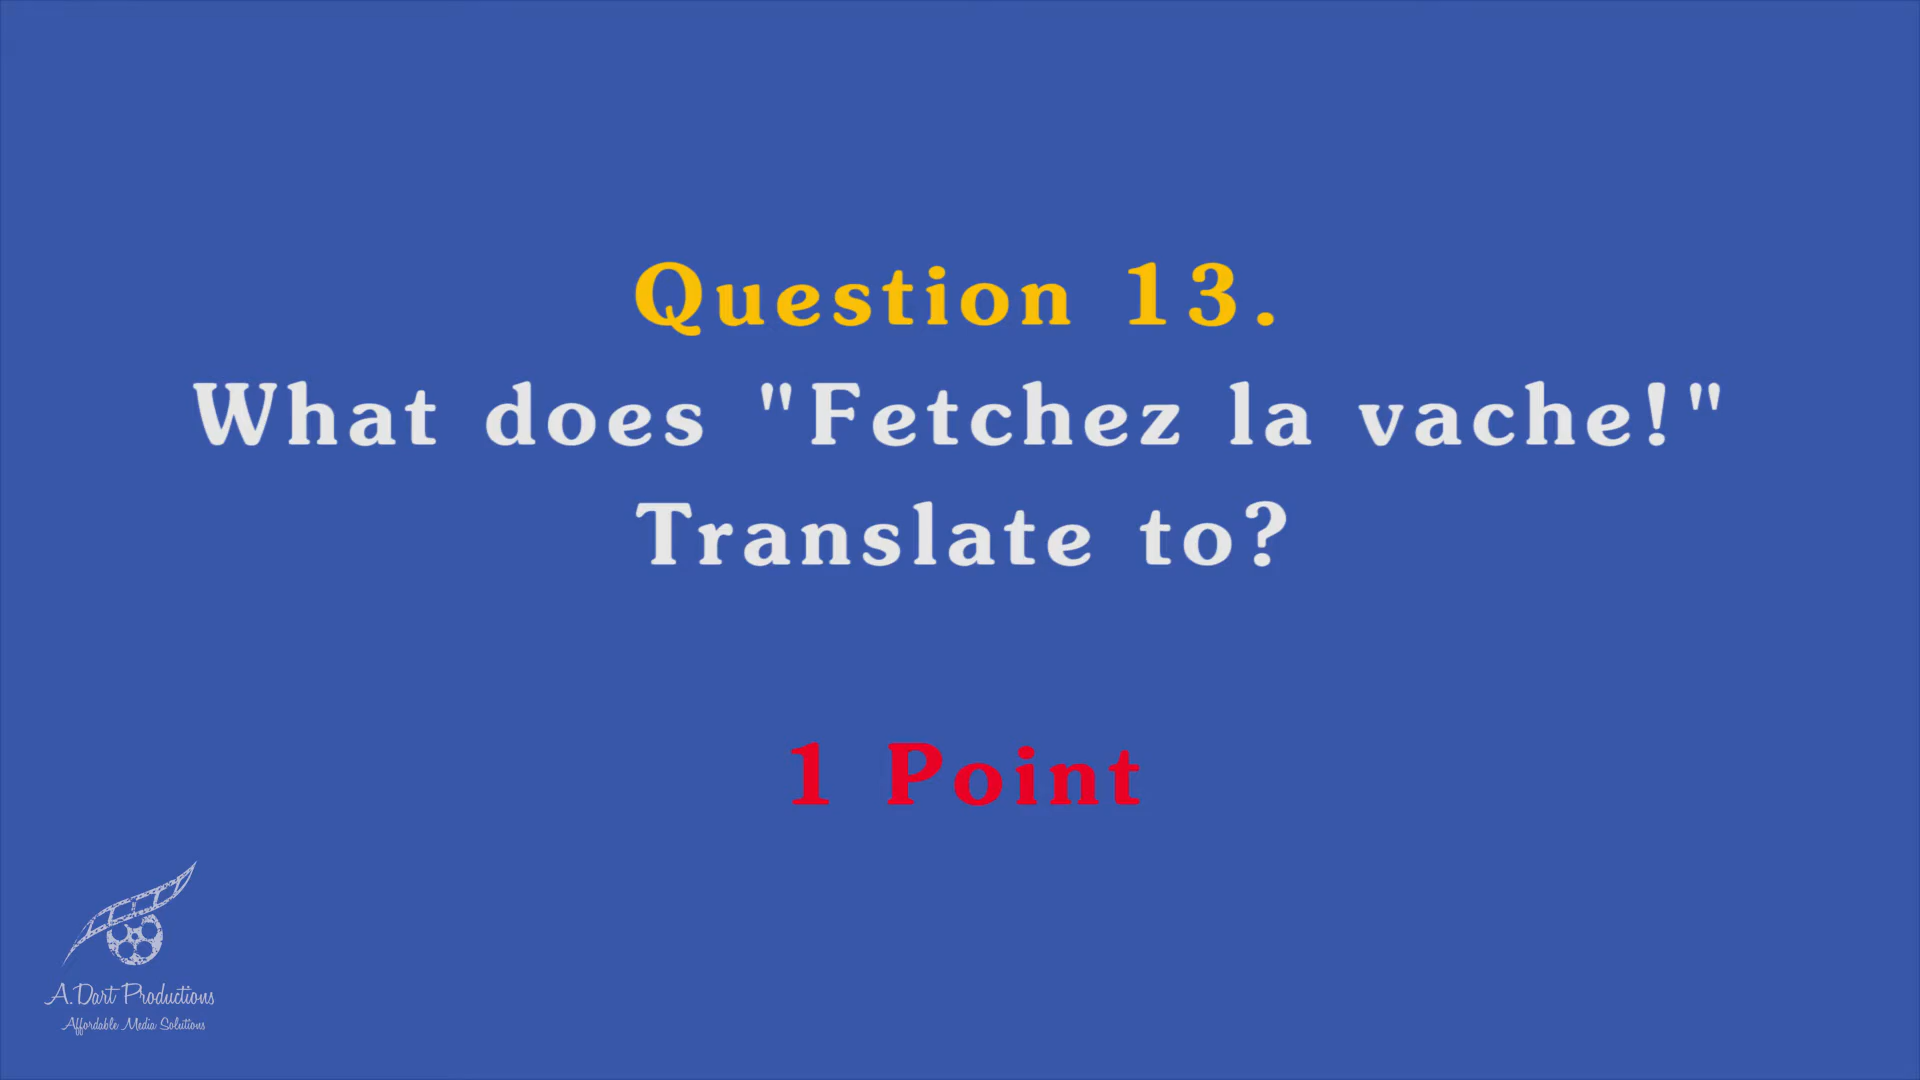 Question 13.
What does "Fetchez la vache!"
Translate to?
1 Point
A.Dart Productions
Affordable Media Solutions